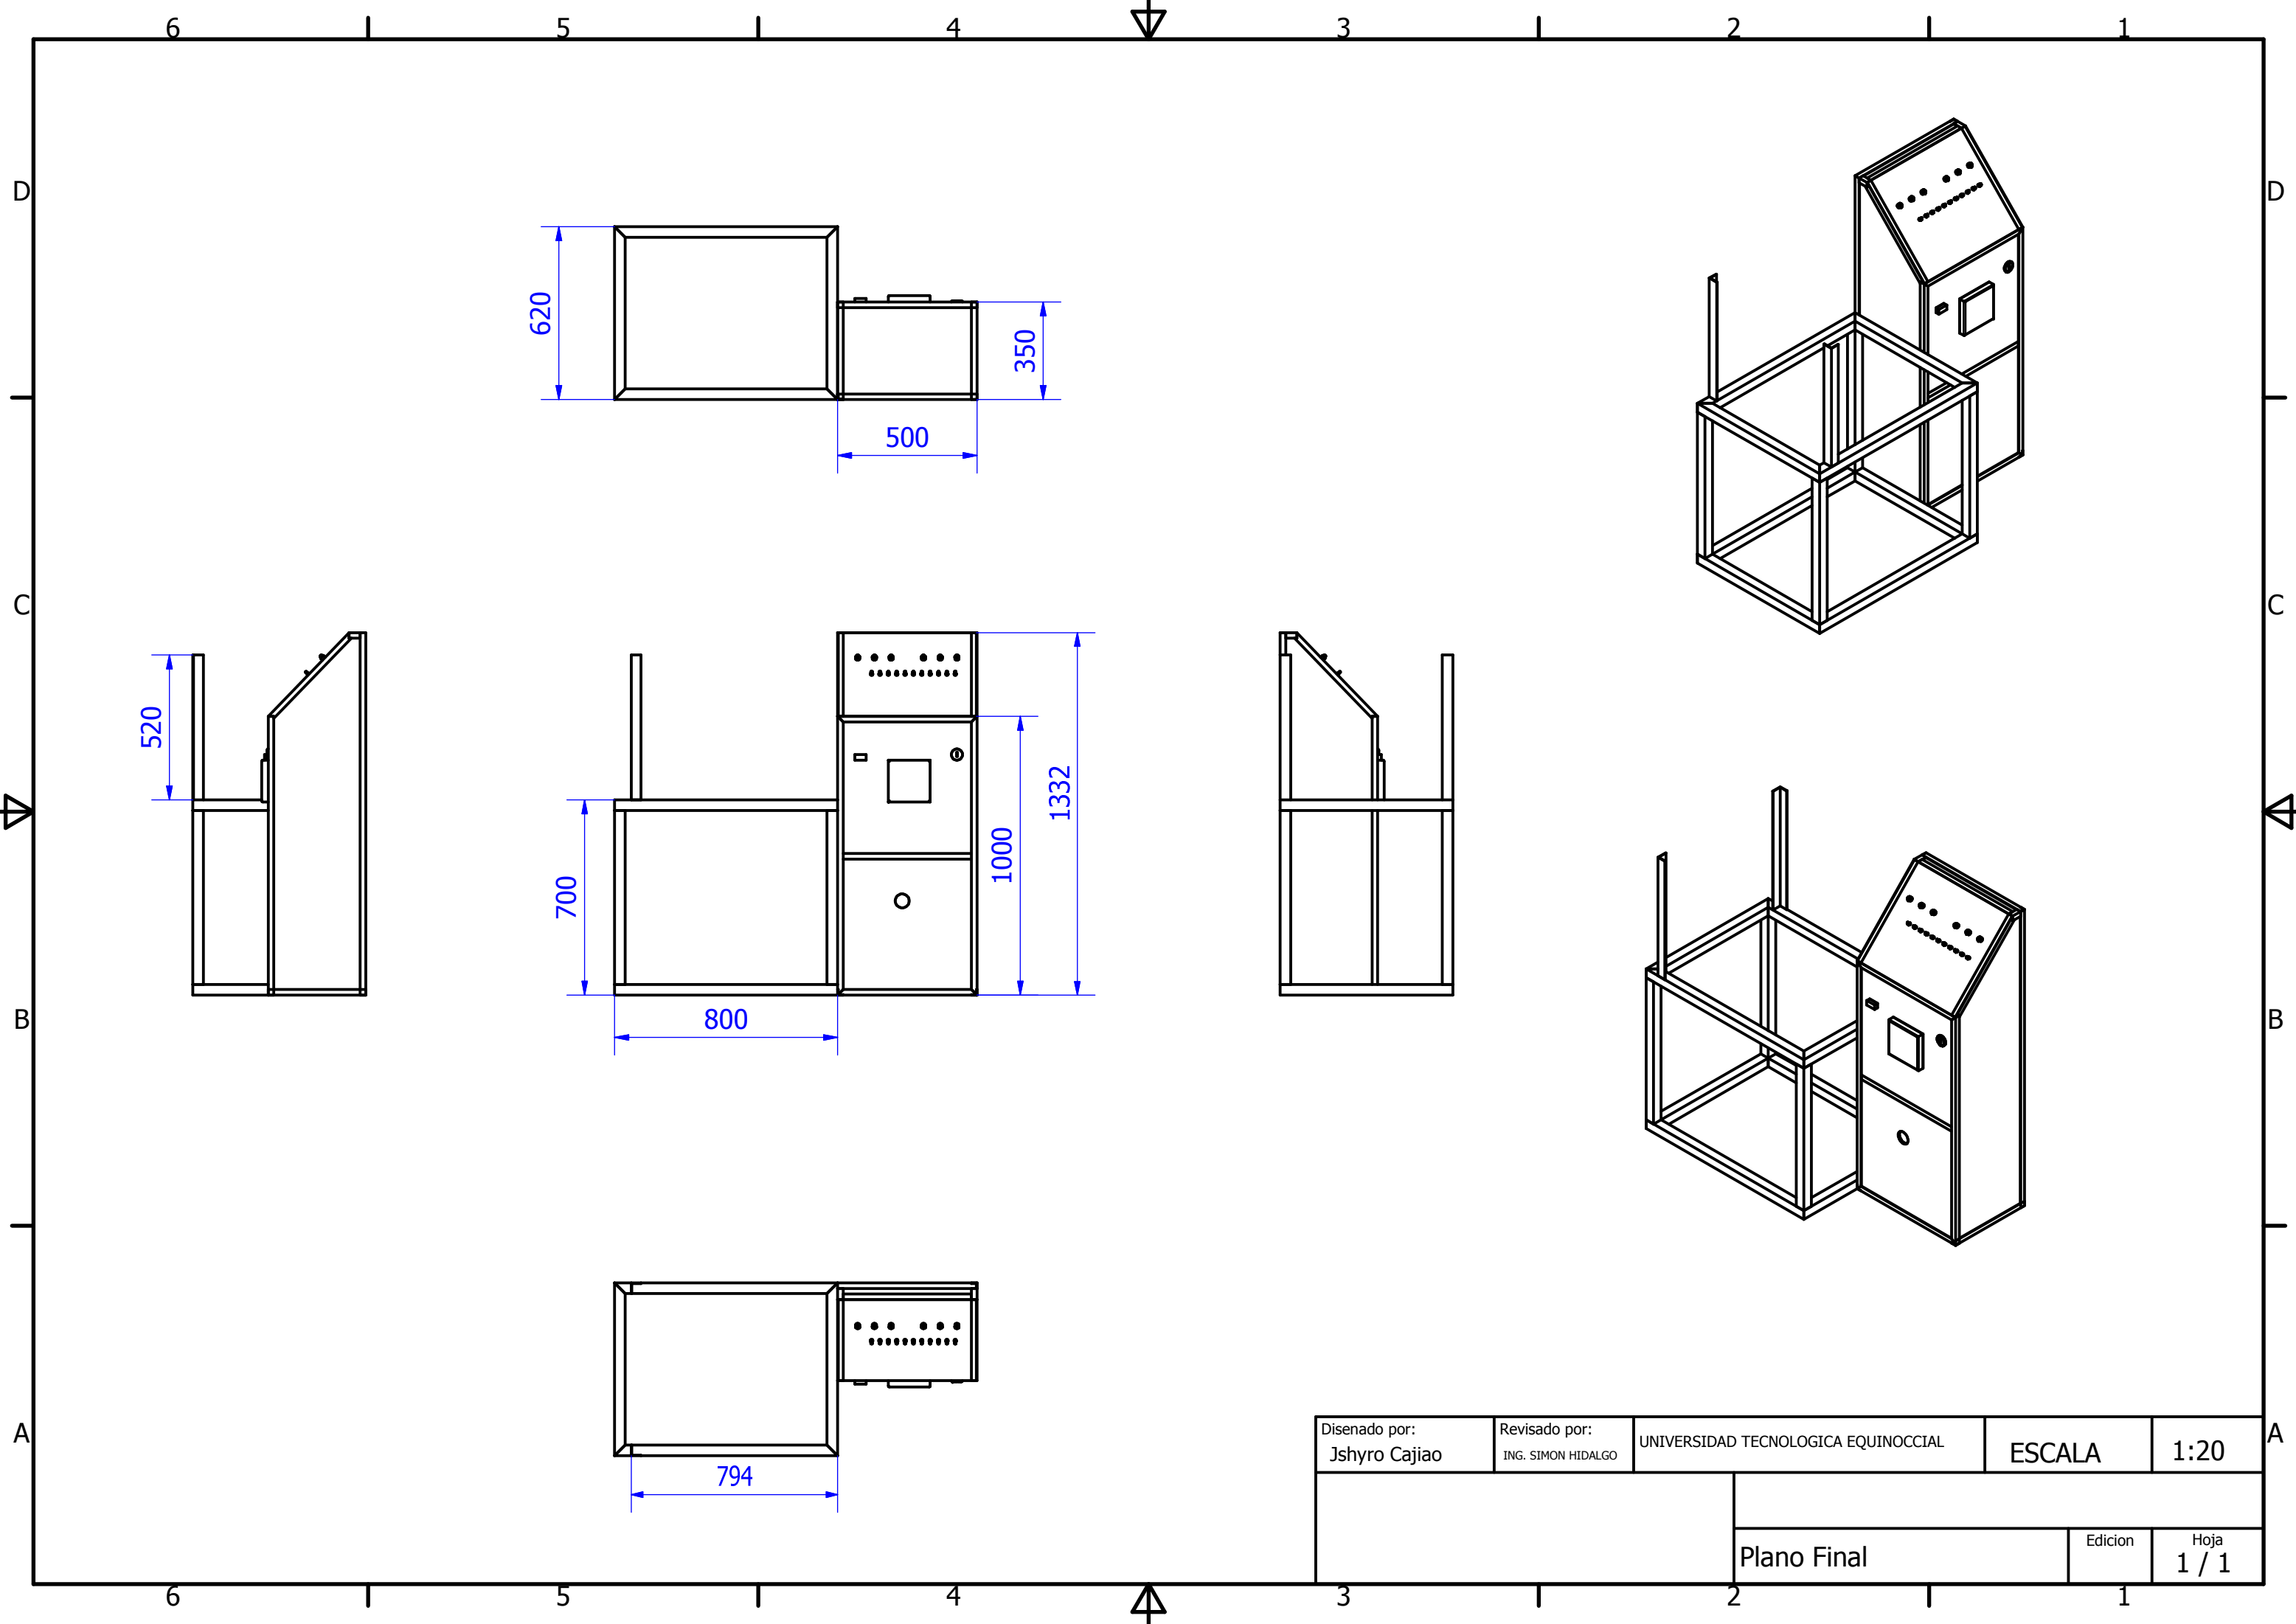 6 5 4 3 2 1
D D
620
350
500
C C
520
1332
1000
700
800
B B
794
A A
Disenado por:
Jshyro Cajiao
Revisado por:
ING. SIMON HIDALGO
UNIVERSIDAD TECNOLOGICA EQUINOCCIAL
ESCALA
1:20
Plano Final
Edicion
Hoja
1 / 1
6 5 4 3 2 1